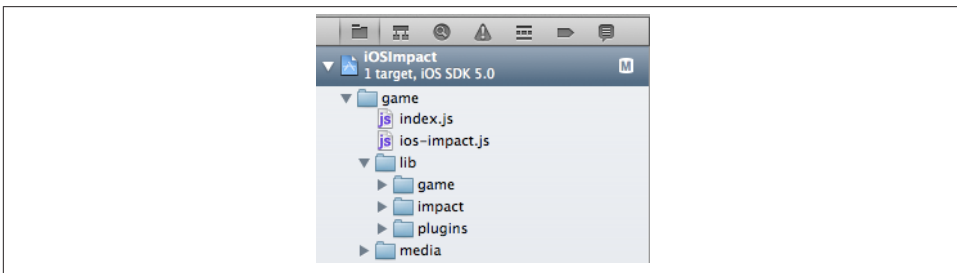 iOSImpact
M
1 target, iOS SDK 5.0
game
js index.js
js ios-impact.js
lib
game
impact
plugins
media